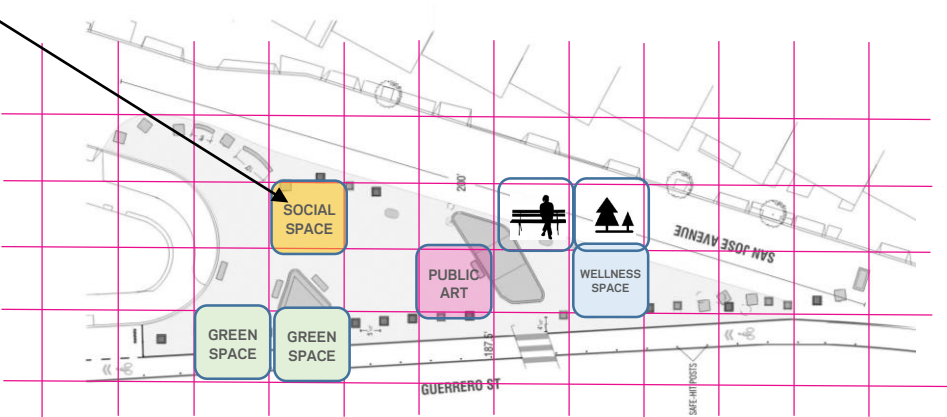 200'
SOCIAL
SPACE
SAN JOSE AVENUE
PUBLIC
ART
WELLNESS
SPACE
GREEN
SPACE
GREEN
SPACE
187.5'
GUERRERO ST
SAFE-HIT POSTS